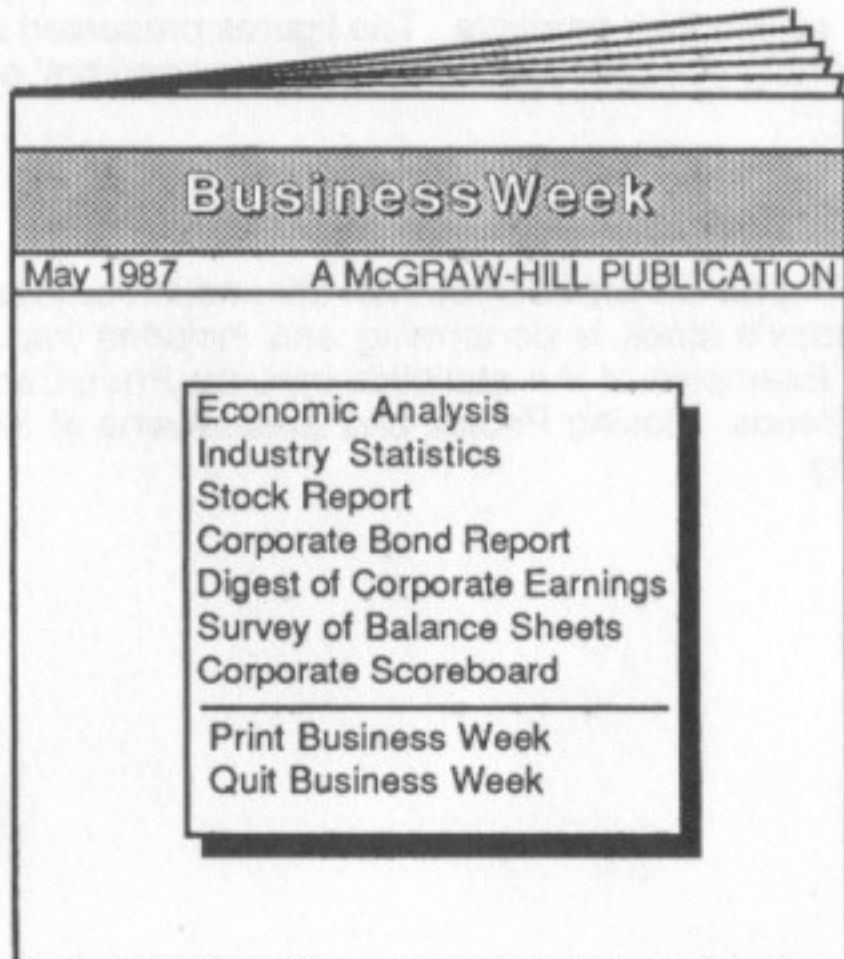 BusinessWeek
May 1987 A McGRAW-HILL PUBLICATION
Economic Analysis
Industry Statistics
Stock Report
Corporate Bond Report
Digest of Corporate Earnings
Survey of Balance Sheets
Corporate Scoreboard
Print Business Week
Quit Business Week